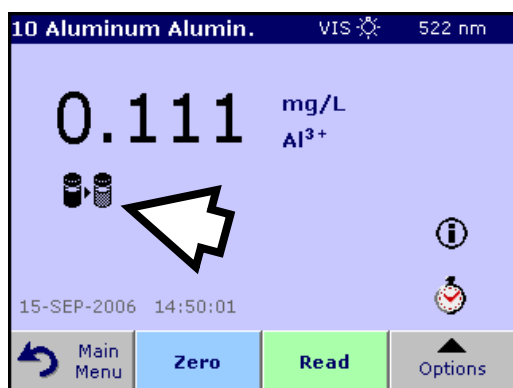 10 Aluminum Alumin. VIS 522 nm
0.111 mg/L
Al³⁺
15-SEP-2006 14:50:01
Main Menu Zero Read Options